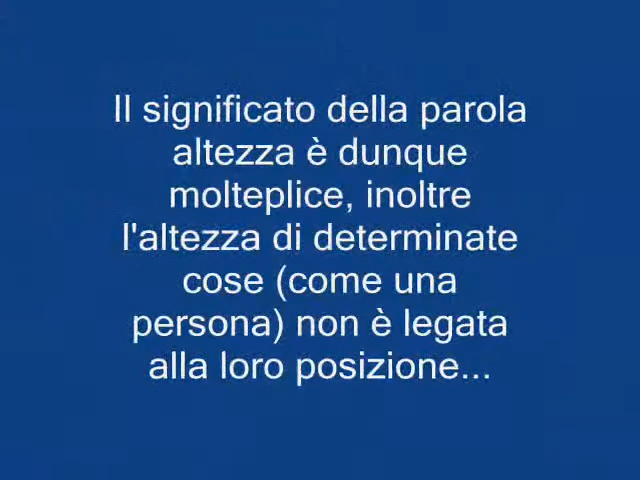 Il significato della parola
altezza è dunque
molteplice, inoltre
l'altezza di determinate
cose (come una
persona) non è legata
alla loro posizione...